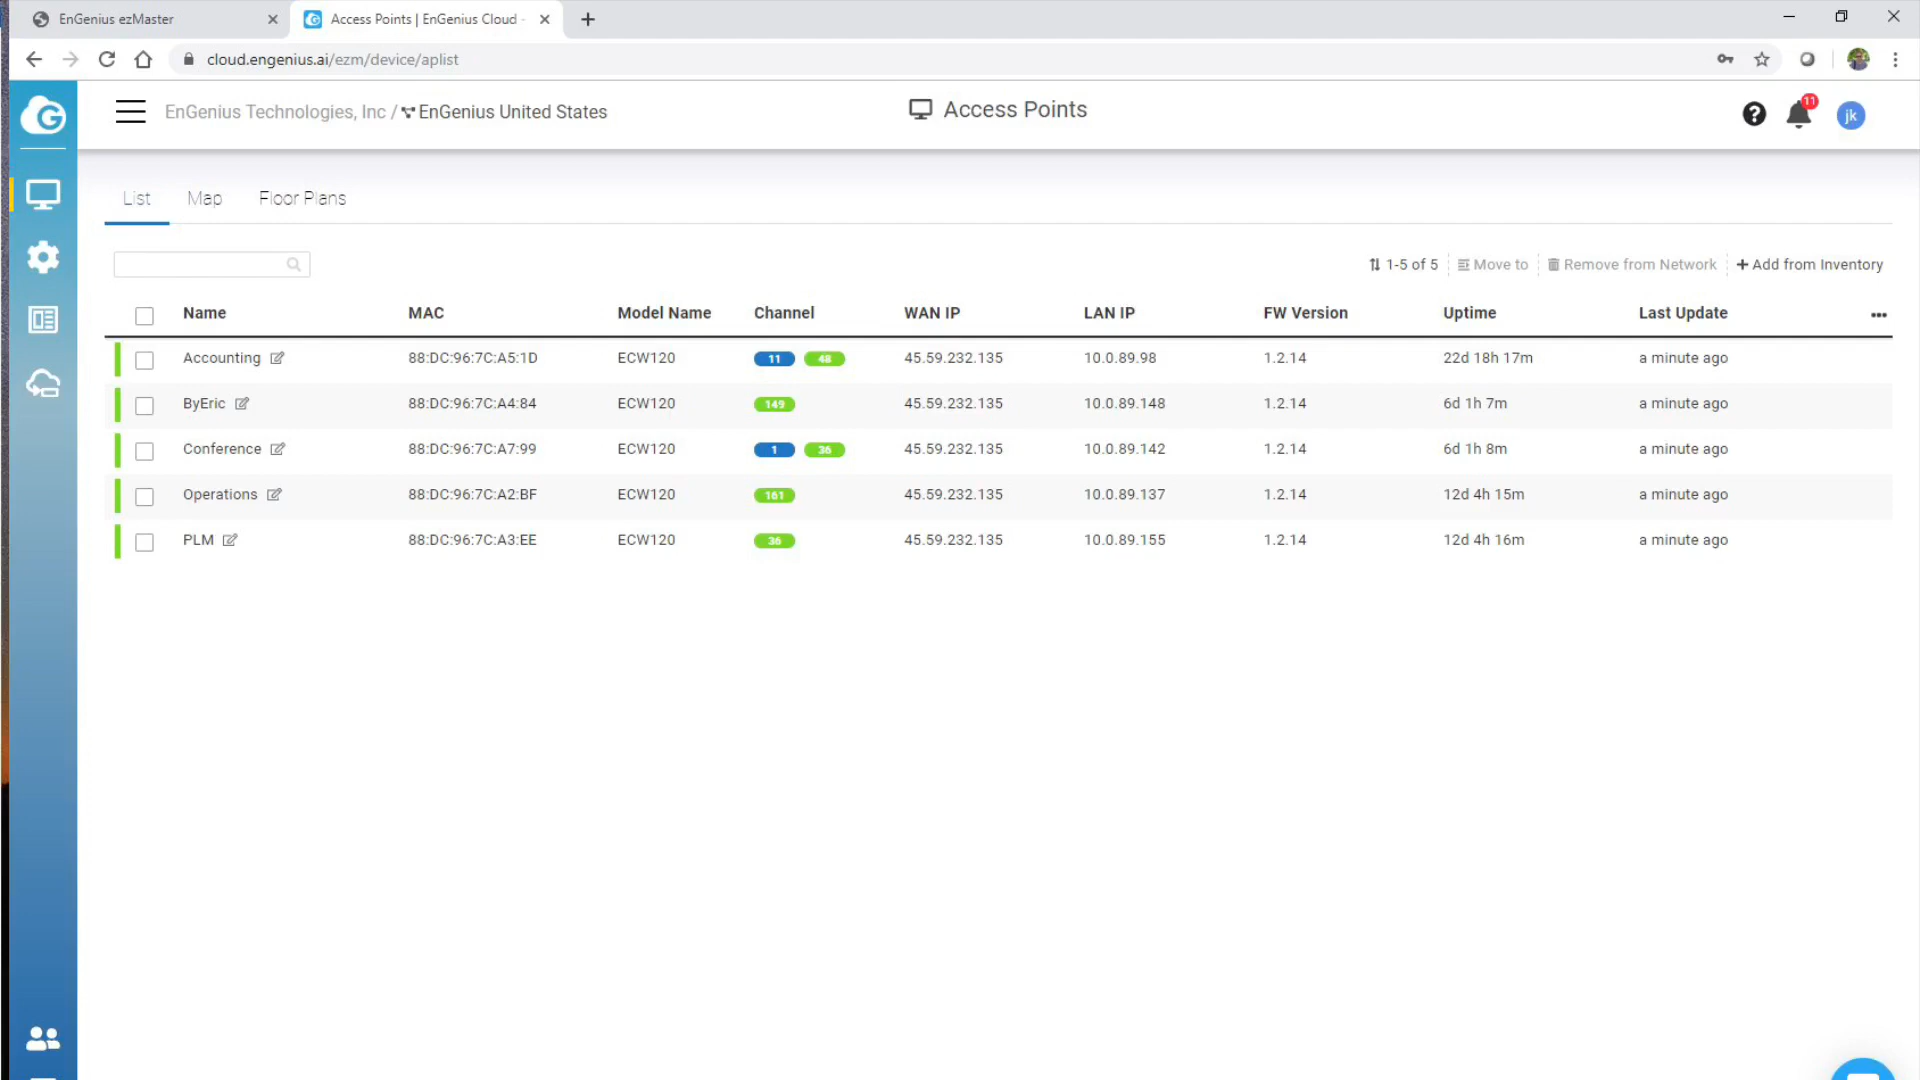 EnGenius ezMaster
Access Points | EnGenius Cloud -
cloud.engenius.ai/ezm/device/aplist
EnGenius Technologies, Inc / EnGenius United States
Access Points
11
jk
List Map Floor Plans
1-5 of 5 Move to Remove from Network + Add from Inventory
Name MAC Model Name Channel WAN IP LAN IP FW Version Uptime Last Update
Accounting 88:DC:96:7C:A5:1D ECW120 11 48 45.59.232.135 10.0.89.98 1.2.14 22d 18h 17m a minute ago
ByEric 88:DC:96:7C:A4:84 ECW120 149 45.59.232.135 10.0.89.148 1.2.14 6d 1h 7m a minute ago
Conference 88:DC:96:7C:A7:99 ECW120 1 36 45.59.232.135 10.0.89.142 1.2.14 6d 1h 8m a minute ago
Operations 88:DC:96:7C:A2:BF ECW120 161 45.59.232.135 10.0.89.137 1.2.14 12d 4h 15m a minute ago
PLM 88:DC:96:7C:A3:EE ECW120 36 45.59.232.135 10.0.89.155 1.2.14 12d 4h 16m a minute ago